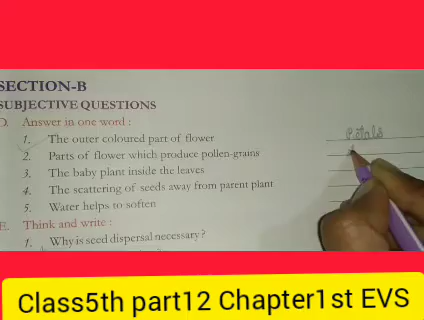 SECTION-B
SUBJECTIVE QUESTIONS
D. Answer in one word :
1. The outer coloured part of flower Petals
2. Parts of flower which produce pollen-grains
3. The baby plant inside the leaves
4. The scattering of seeds away from parent plant
5. Water helps to soften
E. Think and write :
1. Why is seed dispersal necessary?
Class5th part12 Chapter1st EVS